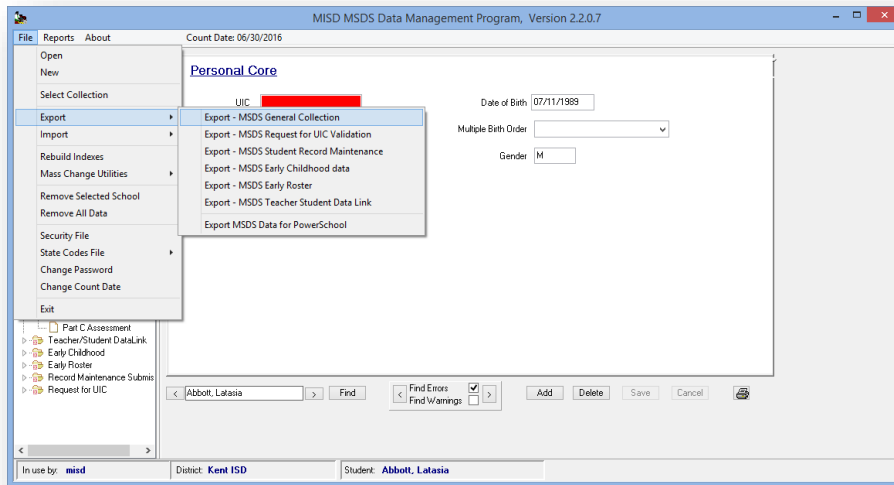 MISD MSDS Data Management Program, Version 2.2.0.7
File Reports About Count Date: 06/30/2016
Open
New
Select Collection
Export
Import
Rebuild Indexes
Mass Change Utilities
Remove Selected School
Remove All Data
Security File
State Codes File
Change Password
Change Count Date
Exit
Export - MSDS General Collection
Export - MSDS Request for UIC Validation
Export - MSDS Student Record Maintenance
Export - MSDS Early Childhood data
Export - MSDS Early Roster
Export - MSDS Teacher Student Data Link
Export MSDS Data for PowerSchool
Personal Core
UIC
Date of Birth 07/11/1989
Multiple Birth Order
Gender M
Part C Assessment
Teacher/Student DataLink
Early Childhood
Early Roster
Record Maintenance Submis
Request for UIC
< Abbott, Latasia > Find
< Find Errors >
Find Warnings
Add Delete Save Cancel
In use by: misd District: Kent ISD Student: Abbott, Latasia